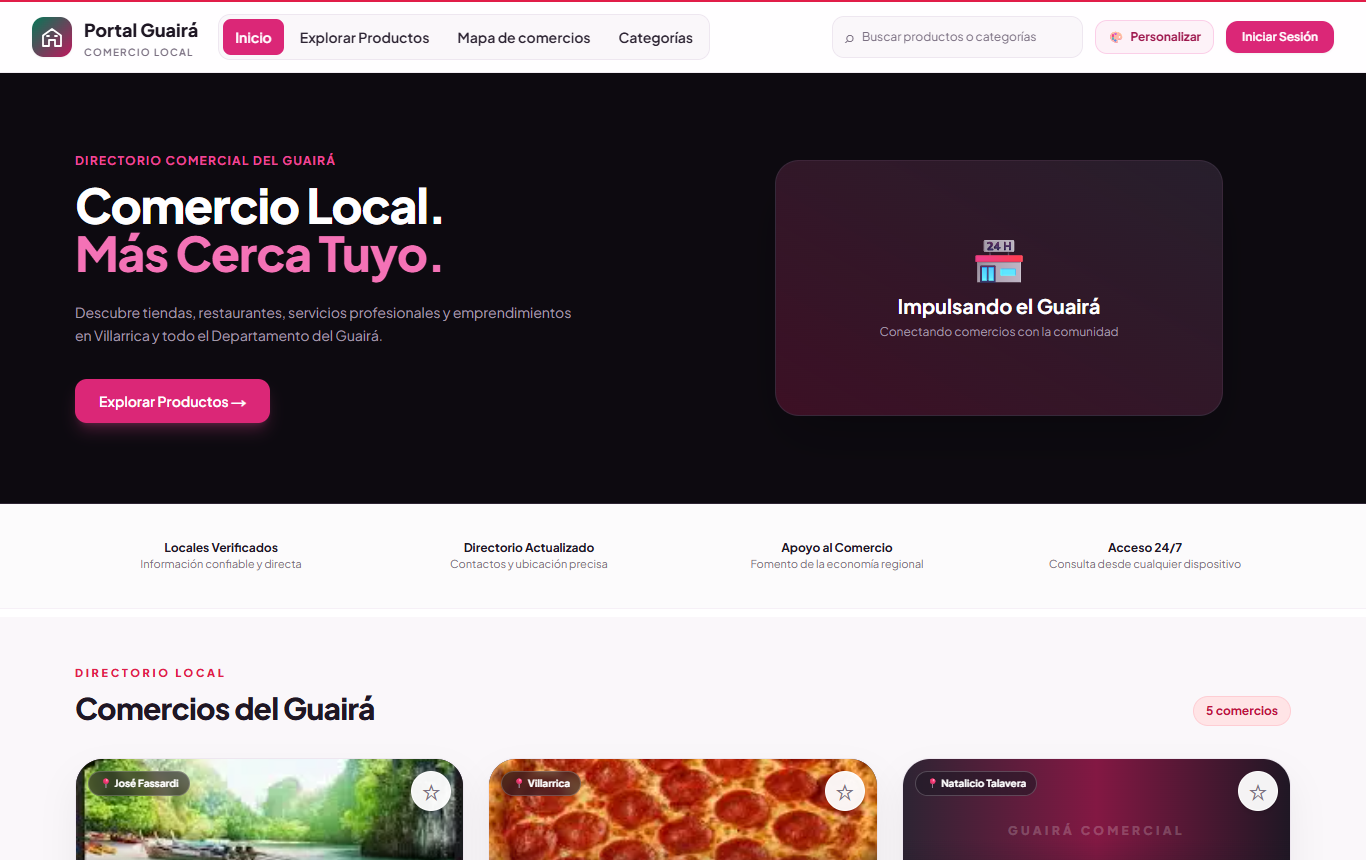 Portal Guairá
COMERCIO LOCAL
Inicio
Explorar Productos
Mapa de comercios
Categorías
Buscar productos o categorías
Personalizar
Iniciar Sesión
DIRECTORIO COMERCIAL DEL GUAIRÁ
Comercio Local.
Más Cerca Tuyo.
Descubre tiendas, restaurantes, servicios profesionales y emprendimientos
en Villarrica y todo el Departamento del Guairá.
Explorar Productos →
24 H
Impulsando el Guairá
Conectando comercios con la comunidad
Locales Verificados
Información confiable y directa
Directorio Actualizado
Contactos y ubicación precisa
Apoyo al Comercio
Fomento de la economía regional
Acceso 24/7
Consulta desde cualquier dispositivo
DIRECTORIO LOCAL
Comercios del Guairá
5 comercios
José Fassardi
Villarrica
Natalicio Talavera
GUAIRÁ COMERCIAL